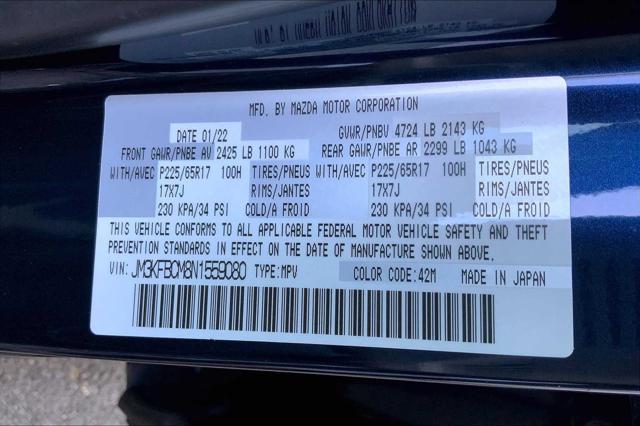 MFD. BY MAZDA MOTOR CORPORATION
DATE 01/22 GVWR/PNBV 4724 LB 2143 KG
FRONT GAWR/PNBE AV 2425 LB 1100 KG REAR GAWR/PNBE AR 2299 LB 1043 KG
WITH/AVEC P225/65R17 100H TIRES/PNEUS WITH/AVEC P225/65R17 100H TIRES/PNEUS
17X7J RIMS/JANTES 17X7J RIMS/JANTES
230 KPA/34 PSI COLD/A FROID 230 KPA/34 PSI COLD/A FROID
THIS VEHICLE CONFORMS TO ALL APPLICABLE FEDERAL MOTOR VEHICLE SAFETY AND THEFT
PREVENTION STANDARDS IN EFFECT ON THE DATE OF MANUFACTURE SHOWN ABOVE.
VIN: JM3KFBCM8N1559080 TYPE:MPV COLOR CODE:42M MADE IN JAPAN